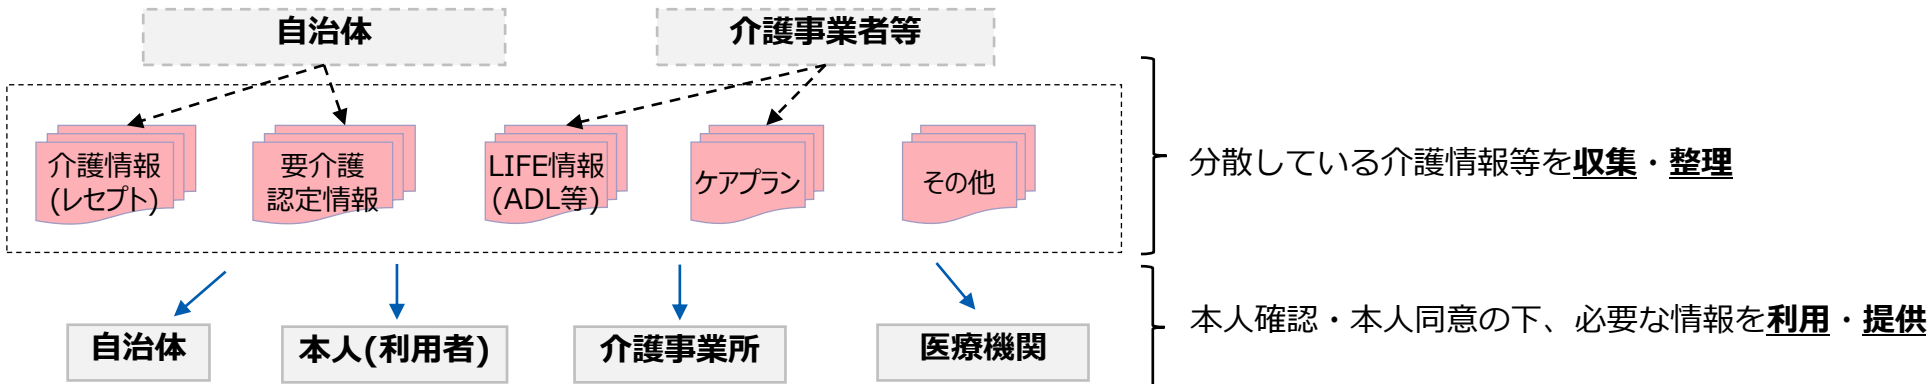 自治体
介護事業者等
介護情報
(レセプト)
要介護
認定情報
LIFE情報
(ADL等)
ケアプラン
その他
分散している介護情報等を収集・整理
自治体
本人(利用者)
介護事業所
医療機関
本人確認・本人同意の下、必要な情報を利用・提供